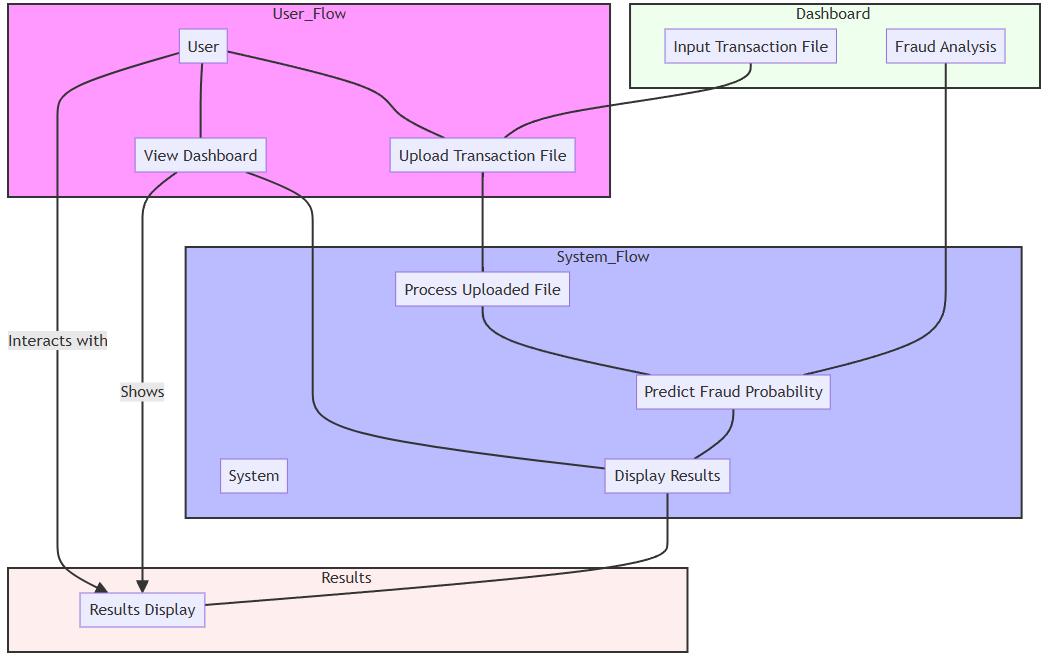 User_Flow
Dashboard
User
Input Transaction File
Fraud Analysis
View Dashboard
Upload Transaction File
System_Flow
Process Uploaded File
Interacts with
Shows
Predict Fraud Probability
System
Display Results
Results
Results Display